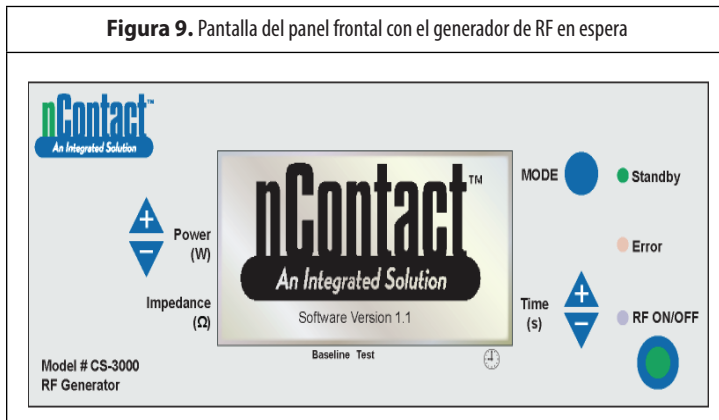 Figura 9. Pantalla del panel frontal con el generador de RF en espera
nContact™
An Integrated Solution
nContact™
An Integrated Solution
Software Version 1.1
MODE
Standby
Power
(W)
Error
Impedance
(Ω)
Time
(s)
RF ON/OFF
Baseline Test
Model # CS-3000
RF Generator